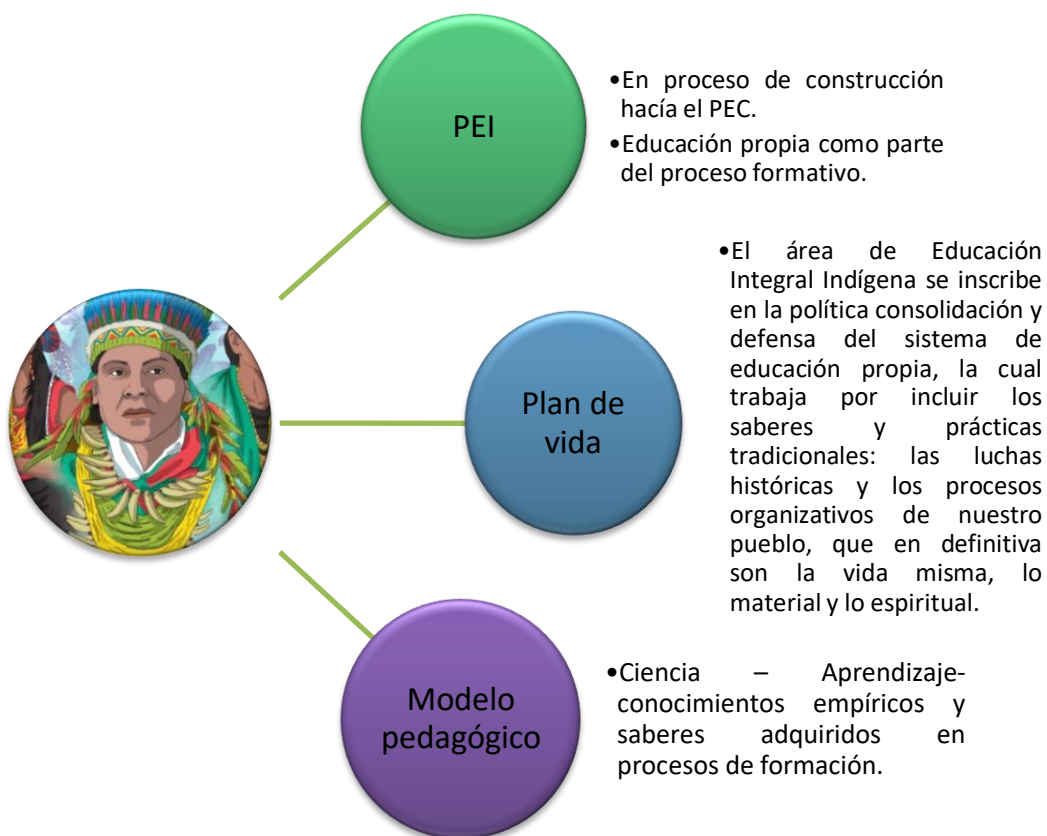 PEI
•En proceso de construcción
hacía el PEC.
•Educación propia como parte
del proceso formativo.
Plan de
vida
•El área de Educación
Integral Indígena se inscribe
en la política consolidación y
defensa del sistema de
educación propia, la cual
trabaja por incluir los
saberes y prácticas
tradicionales: las luchas
históricas y los procesos
organizativos de nuestro
pueblo, que en definitiva
son la vida misma, lo
material y lo espiritual.
Modelo
pedagógico
•Ciencia – Aprendizaje-
conocimientos empíricos y
saberes adquiridos en
procesos de formación.